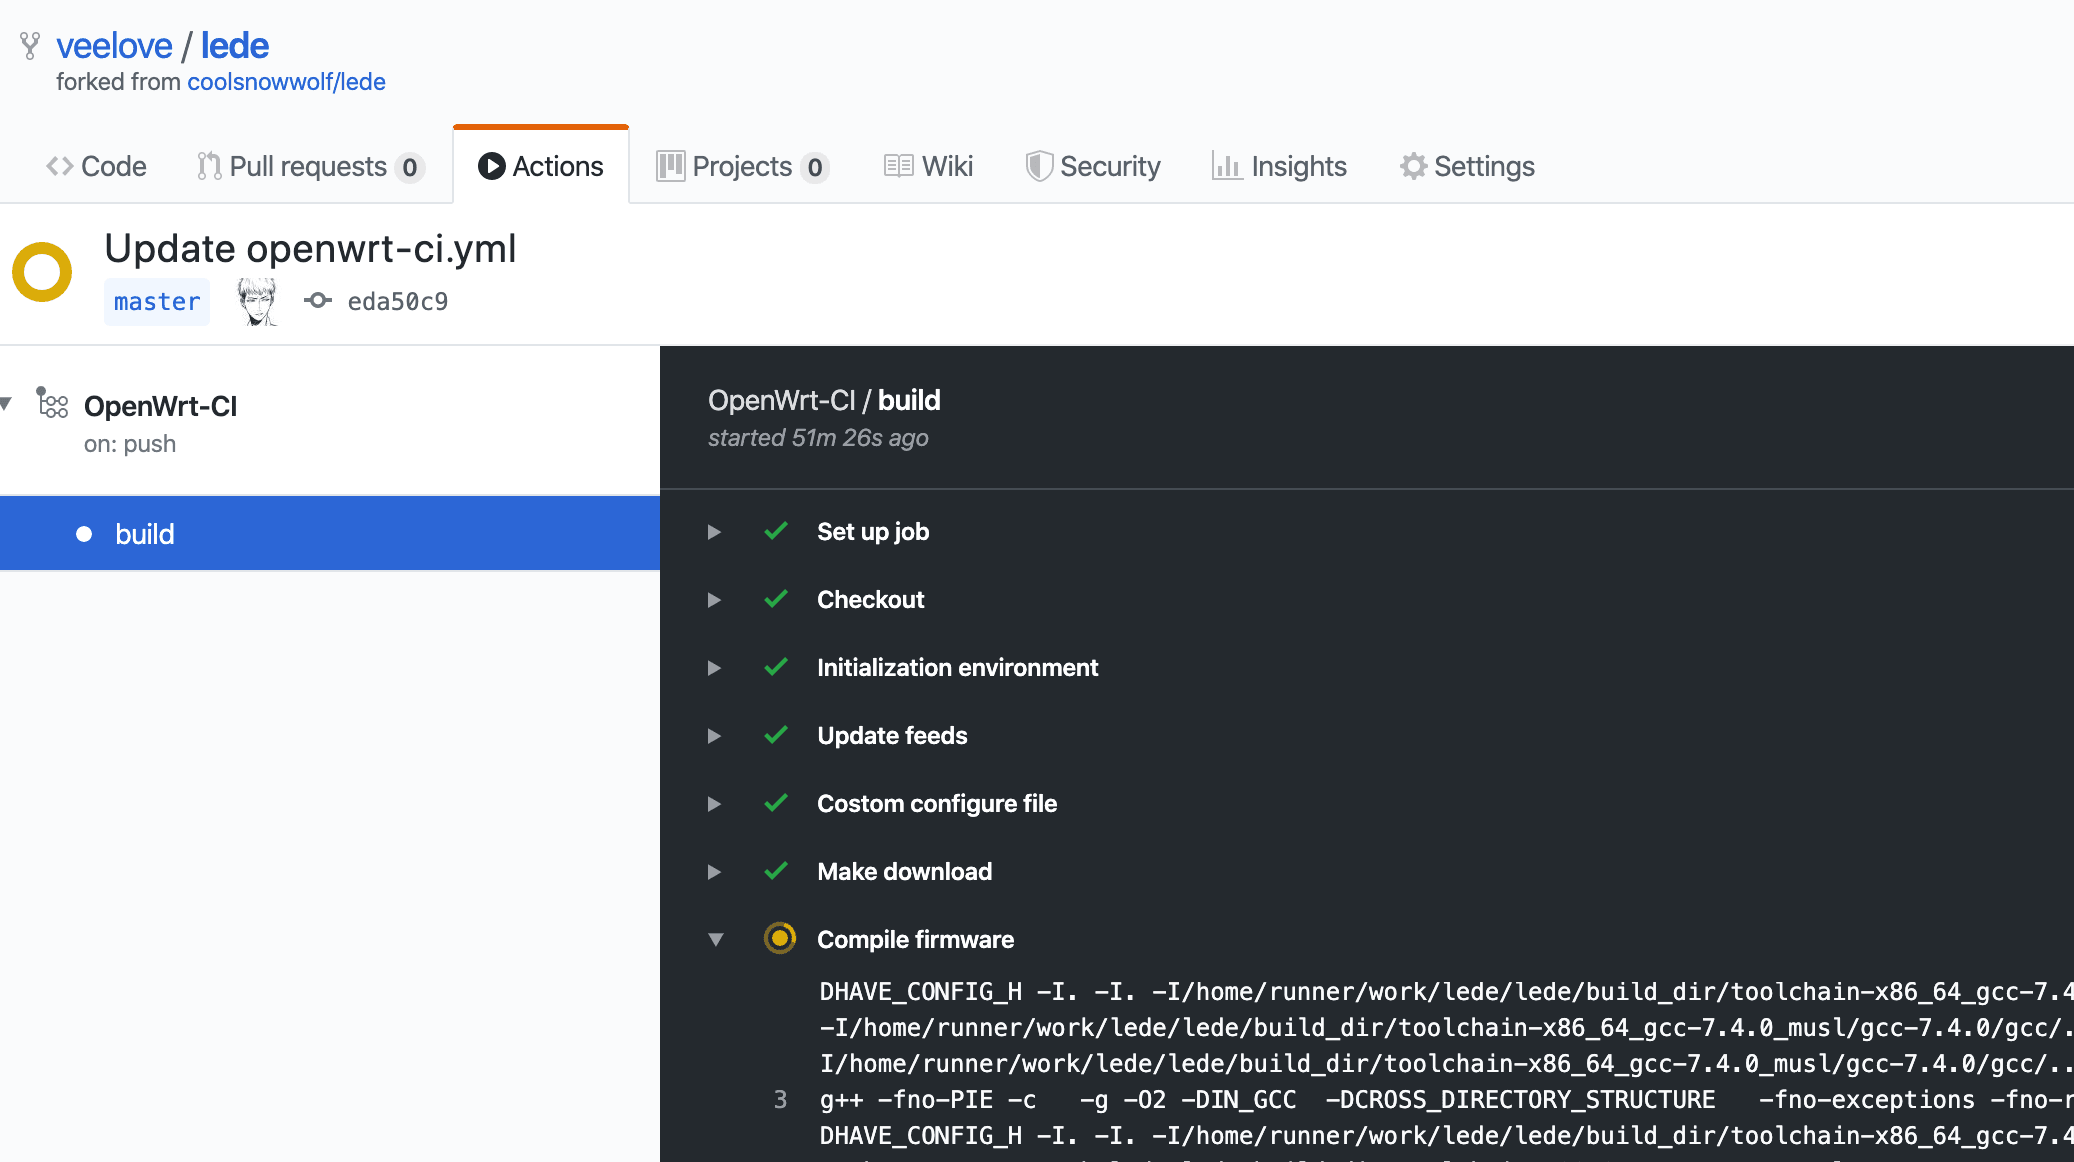 veelove / lede
forked from coolsnowwolf/lede
Code Pull requests 0 Actions Projects 0 Wiki Security Insights Settings
Update openwrt-ci.yml
master eda50c9
OpenWrt-CI
on: push
build
OpenWrt-CI / build
started 51m 26s ago
Set up job
Checkout
Initialization environment
Update feeds
Costom configure file
Make download
Compile firmware
DHAVE_CONFIG_H -I. -I. -I/home/runner/work/lede/lede/build_dir/toolchain-x86_64_gcc-7.4
-I/home/runner/work/lede/lede/build_dir/toolchain-x86_64_gcc-7.4.0_musl/gcc-7.4.0/gcc/.
I/home/runner/work/lede/lede/build_dir/toolchain-x86_64_gcc-7.4.0_musl/gcc-7.4.0/gcc/..
3 g++ -fno-PIE -c   -g -O2 -DIN_GCC  -DCROSS_DIRECTORY_STRUCTURE   -fno-exceptions -fno-r
DHAVE_CONFIG_H -I. -I. -I/home/runner/work/lede/lede/build_dir/toolchain-x86_64_gcc-7.4